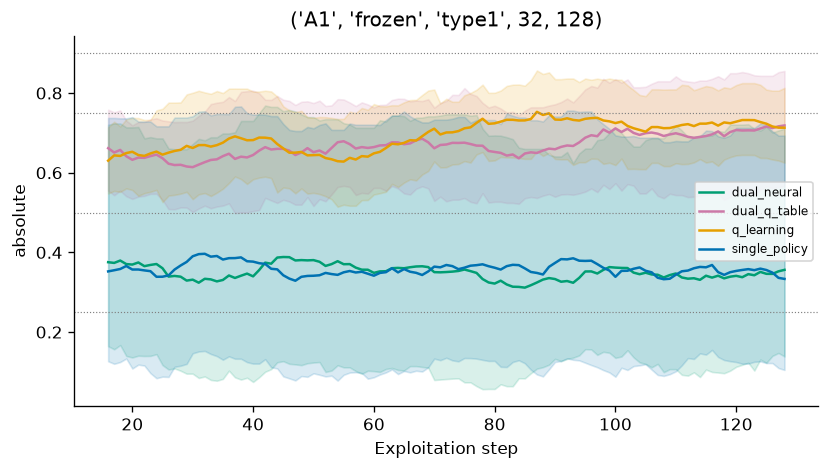 ('A1', 'frozen', 'type1', 32, 128)
absolute
0.8
0.6
0.4
0.2
dual_neural
dual_q_table
q_learning
single_policy
20 40 60 80 100 120
Exploitation step